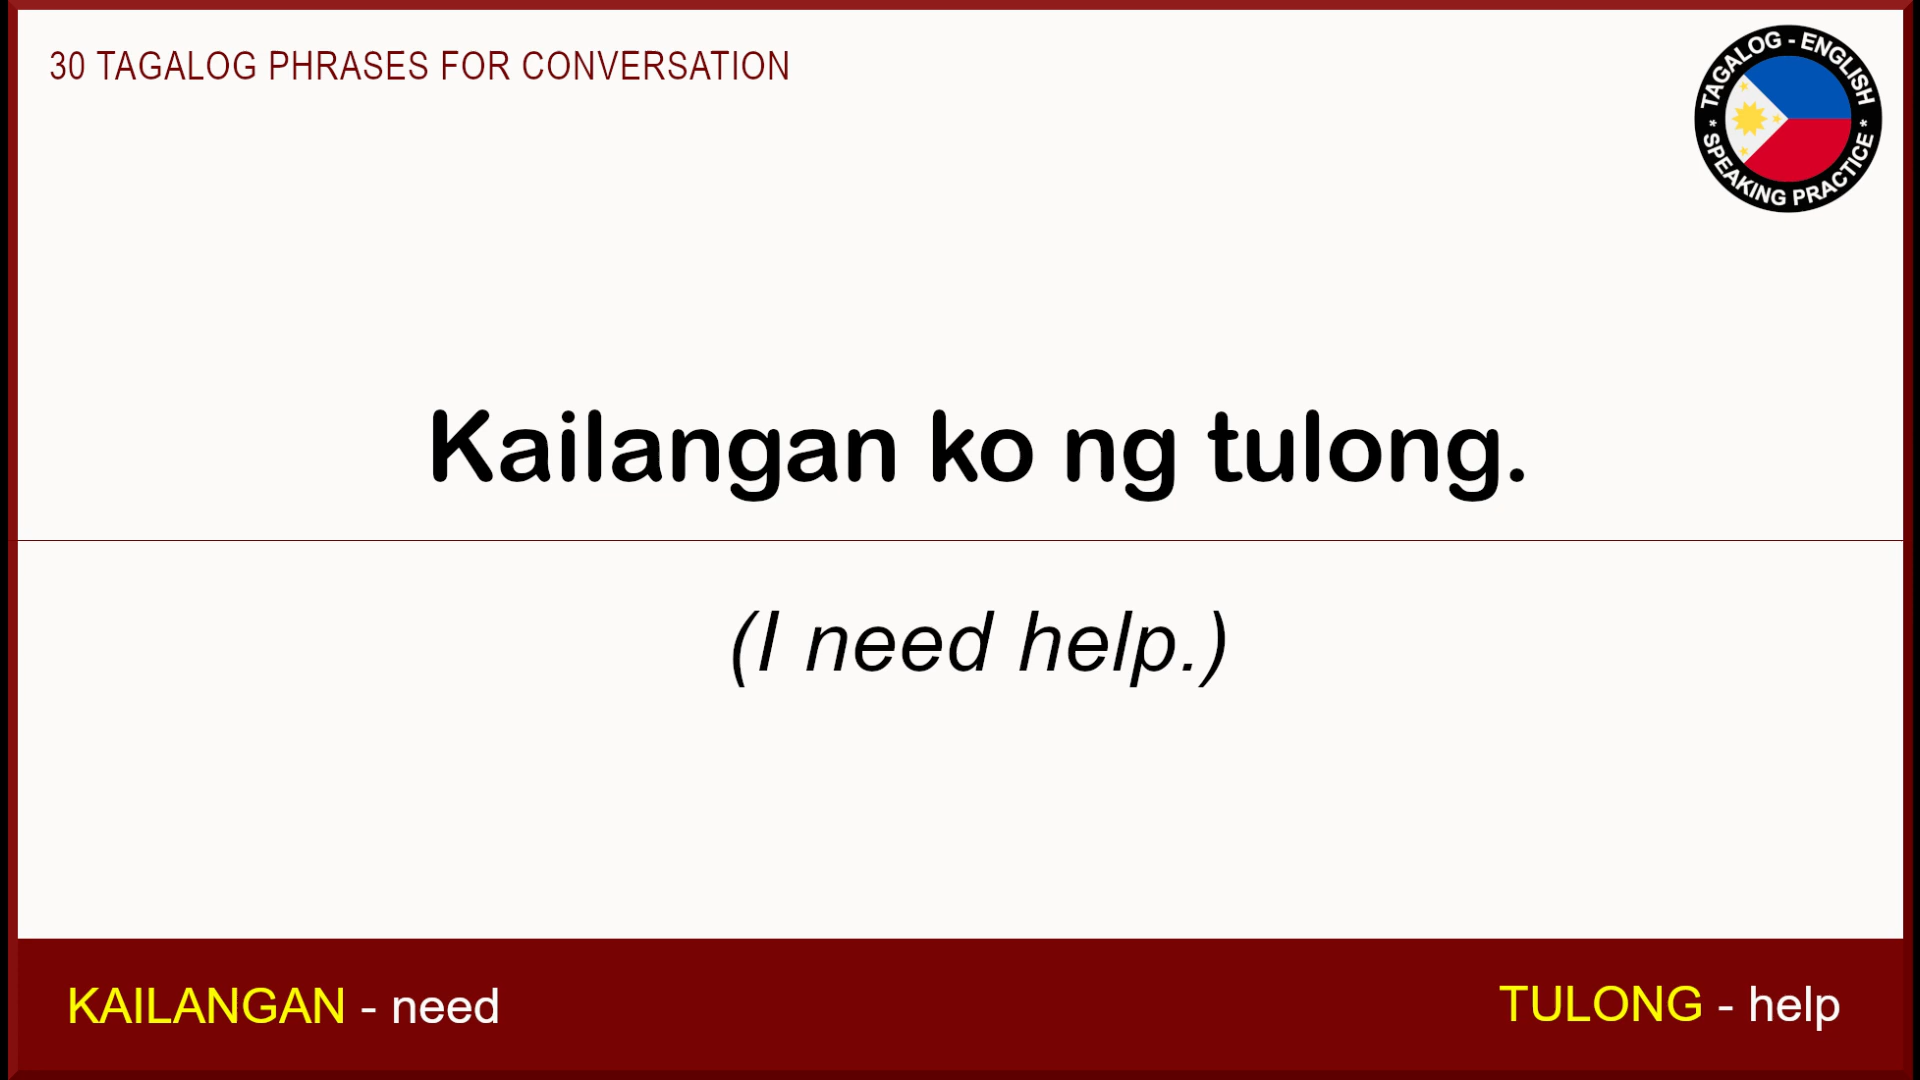 30 TAGALOG PHRASES FOR CONVERSATION
TAGALOG - ENGLISH
* SPEAKING PRACTICE *
Kailangan ko ng tulong.
(I need help.)
KAILANGAN - need
TULONG - help